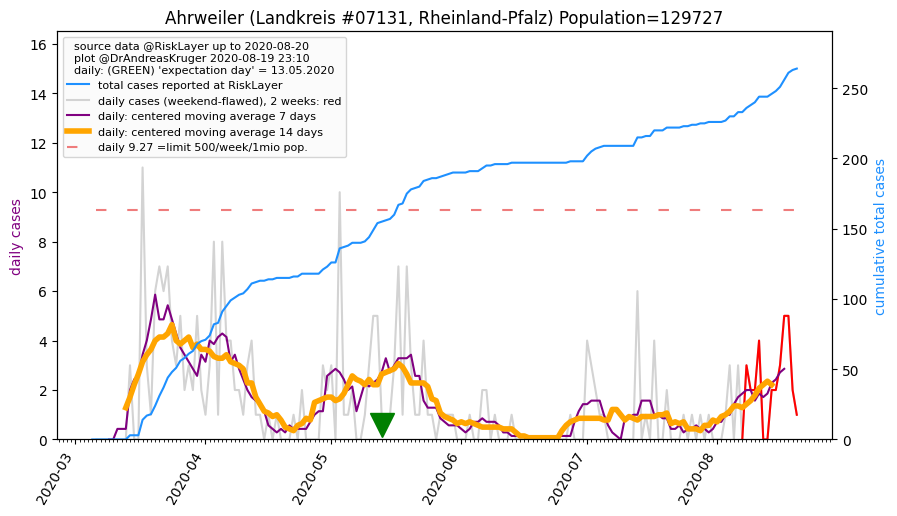 Ahrweiler (Landkreis #07131, Rheinland-Pfalz) Population=129727
source data @RiskLayer up to 2020-08-20
plot @DrAndreasKruger 2020-08-19 23:10
daily: (GREEN) 'expectation day' = 13.05.2020
total cases reported at RiskLayer
daily cases (weekend-flawed), 2 weeks: red
daily: centered moving average 7 days
daily: centered moving average 14 days
daily 9.27 =limit 500/week/1mio pop.
daily cases
16
14
12
10
8
6
4
2
0
cumulative total cases
250
200
150
100
50
0
2020-03
2020-04
2020-05
2020-06
2020-07
2020-08